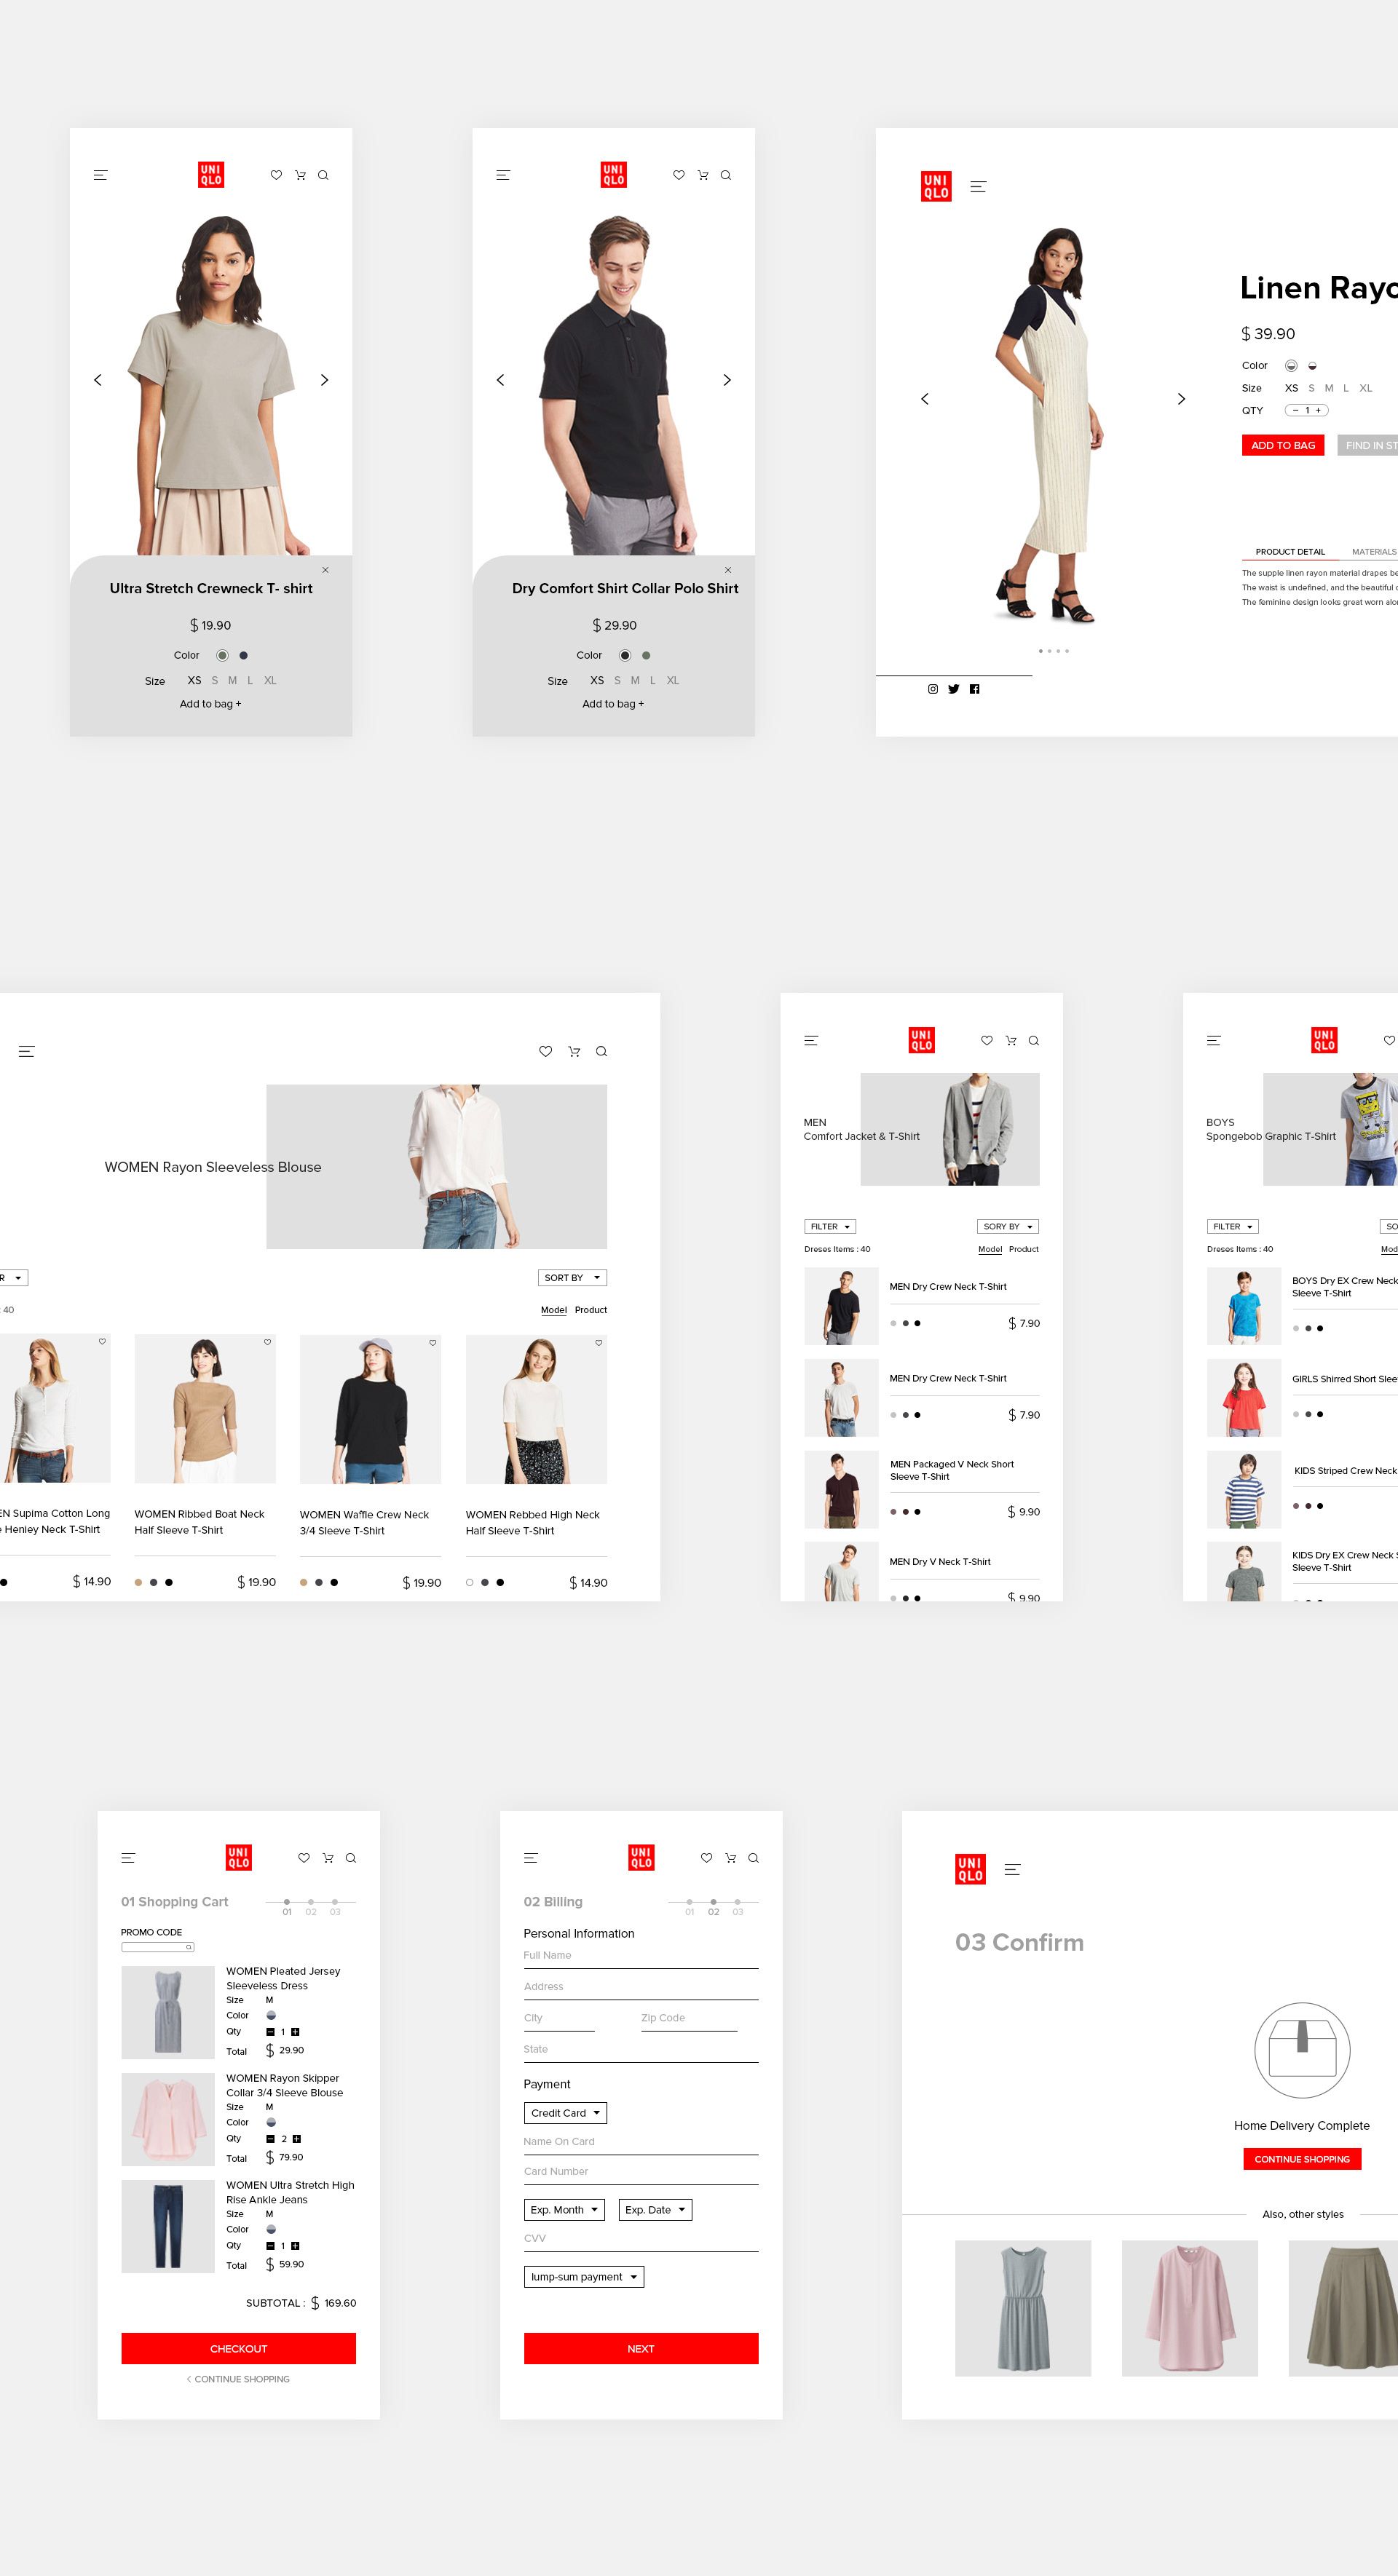 UNI
QLO
Ultra Stretch Crewneck T- shirt
$ 19.90
Color
Size XS S M L XL
Add to bag +
UNI
QLO
Dry Comfort Shirt Collar Polo Shirt
$ 29.90
Color
Size XS S M L XL
Add to bag +
UNI
QLO
Linen Rayo
$ 39.90
Color
Size XS S M L XL
QTY − 1 +
ADD TO BAG FIND IN ST
PRODUCT DETAIL MATERIALS
The supple linen rayon material drapes be
The waist is undefined, and the beautiful
The feminine design looks great worn alon
WOMEN Rayon Sleeveless Blouse
R SORT BY
: 40 Model Product
EN Supima Cotton Long
e Henley Neck T-Shirt
$ 14.90
WOMEN Ribbed Boat Neck
Half Sleeve T-Shirt
$ 19.90
WOMEN Waffle Crew Neck
3/4 Sleeve T-Shirt
$ 19.90
WOMEN Rebbed High Neck
Half Sleeve T-Shirt
$ 14.90
UNI
QLO
MEN
Comfort Jacket & T-Shirt
FILTER SORY BY
Dreses Items : 40 Model Product
MEN Dry Crew Neck T-Shirt
$ 7.90
MEN Dry Crew Neck T-Shirt
$ 7.90
MEN Packaged V Neck Short
Sleeve T-Shirt
$ 9.90
MEN Dry V Neck T-Shirt
$ 9.90
UNI
QLO
BOYS
Spongebob Graphic T-Shirt
FILTER SO
Dreses Items : 40 Mod
BOYS Dry EX Crew Neck
Sleeve T-Shirt
GIRLS Shirred Short Slee
KIDS Striped Crew Neck
KIDS Dry EX Crew Neck S
Sleeve T-Shirt
UNI
QLO
01 Shopping Cart
01 02 03
PROMO CODE
WOMEN Pleated Jersey
Sleeveless Dress
Size M
Color
Qty − 1 +
Total $ 29.90
WOMEN Rayon Skipper
Collar 3/4 Sleeve Blouse
Size M
Color
Qty − 2 +
Total $ 79.90
WOMEN Ultra Stretch High
Rise Ankle Jeans
Size M
Color
Qty − 1 +
Total $ 59.90
SUBTOTAL : $ 169.60
CHECKOUT
< CONTINUE SHOPPING
UNI
QLO
02 Billing
01 02 03
Personal Information
Full Name
Address
City Zip Code
State
Payment
Credit Card
Name On Card
Card Number
Exp. Month Exp. Date
CVV
lump-sum payment
NEXT
UNI
QLO
03 Confirm
Home Delivery Complete
CONTINUE SHOPPING
Also, other styles